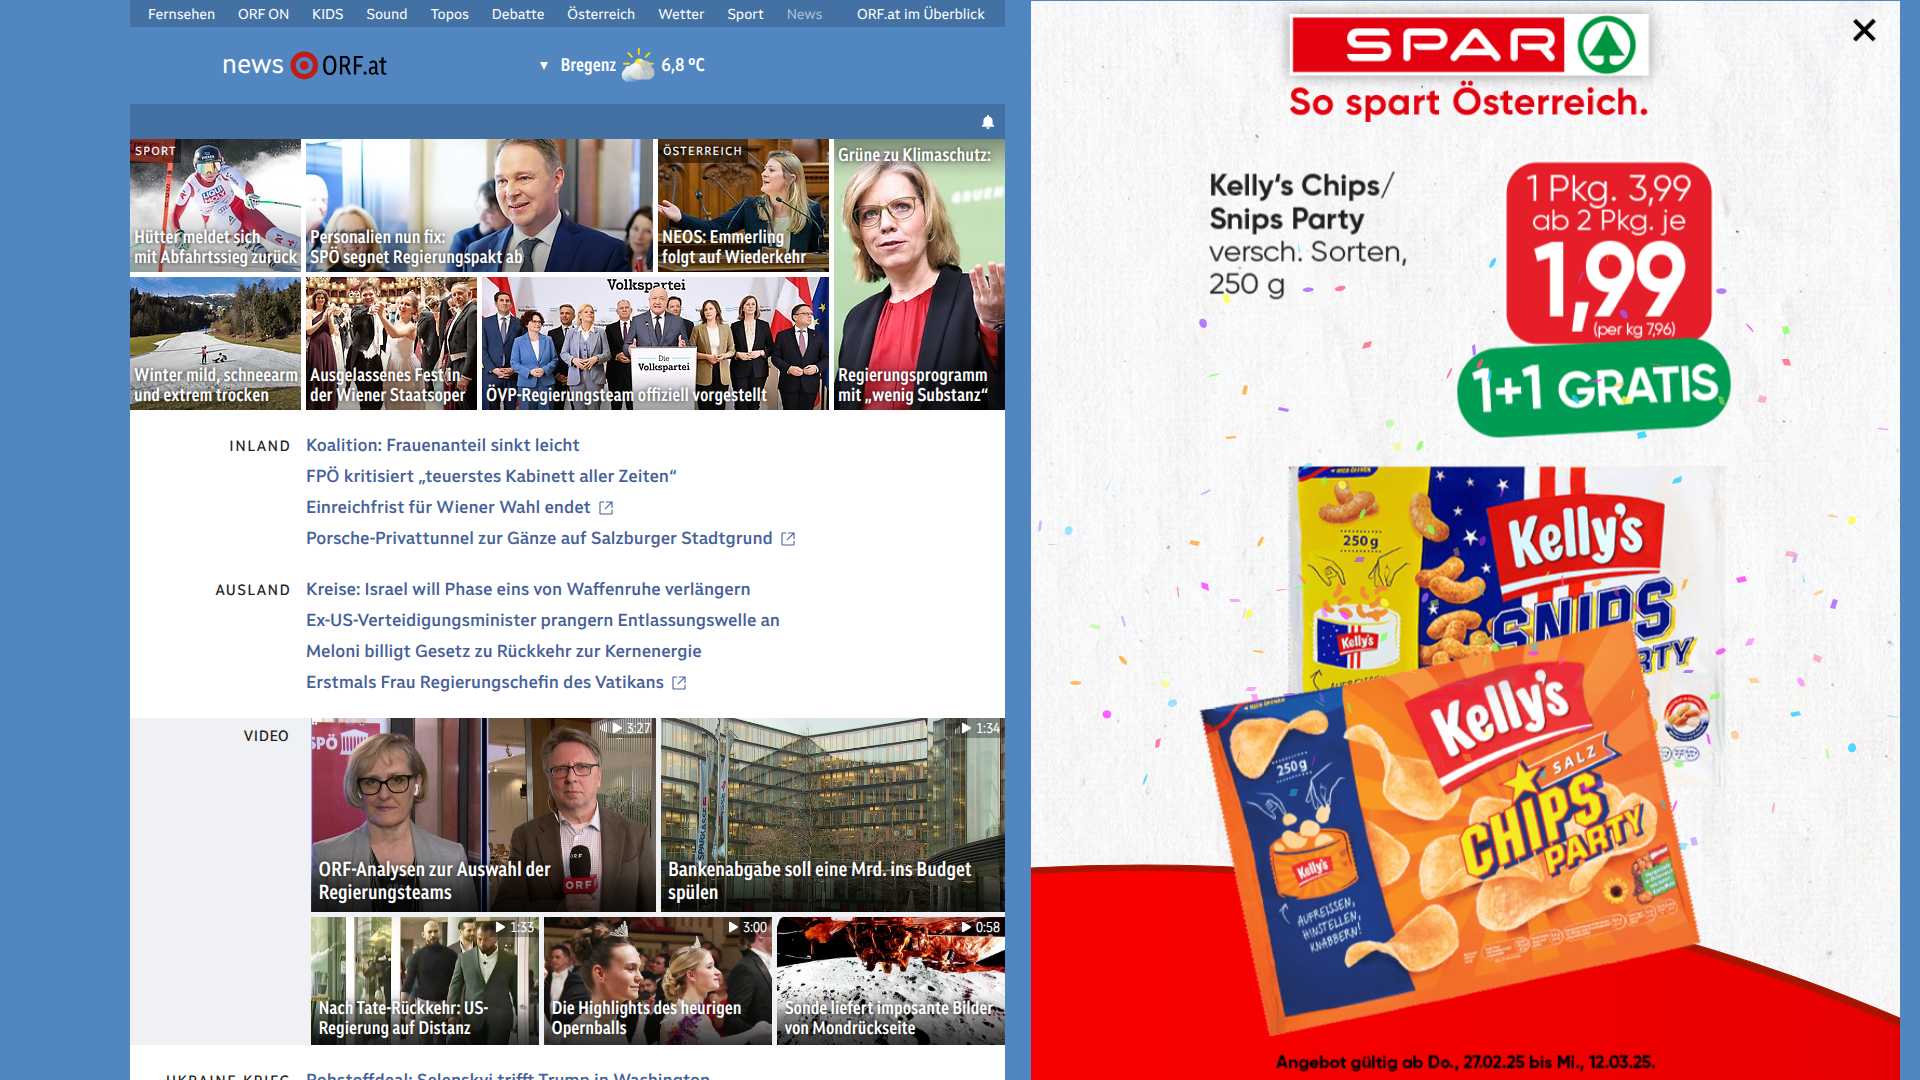 Fernsehen ORF ON KIDS Sound Topos Debatte Österreich Wetter Sport News ORF.at im Überblick
news ORF.at
▼ Bregenz 6,8 °C
SPORT
Hütter meldet sich
mit Abfahrtssieg zurück
Personalien nun fix:
SPÖ segnet Regierungspakt ab
ÖSTERREICH
NEOS: Emmerling
folgt auf Wiederkehr
Grüne zu Klimaschutz:
Regierungsprogramm
mit „wenig Substanz“
Winter mild, schneearm
und extrem trocken
Ausgelassenes Fest in
der Wiener Staatsoper
Volkspartei
Die
Volkspartei
ÖVP-Regierungsteam offiziell vorgestellt
INLAND
Koalition: Frauenanteil sinkt leicht
FPÖ kritisiert „teuerstes Kabinett aller Zeiten“
Einreichfrist für Wiener Wahl endet
Porsche-Privattunnel zur Gänze auf Salzburger Stadtgrund
AUSLAND
Kreise: Israel will Phase eins von Waffenruhe verlängern
Ex-US-Verteidigungsminister prangern Entlassungswelle an
Meloni billigt Gesetz zu Rückkehr zur Kernenergie
Erstmals Frau Regierungschefin des Vatikans
VIDEO
SPÖ
3:27
ORF
ORF-Analysen zur Auswahl der
Regierungsteams
1:34
SPARKASSE
Bankenabgabe soll eine Mrd. ins Budget
spülen
1:33
Nach Tate-Rückkehr: US-
Regierung auf Distanz
3:00
Die Highlights des heurigen
Opernballs
0:58
Sonde liefert imposante Bilder
von Mondrückseite
UKRAINE-KRIEG
Rohstoffdeal: Selenskyj trifft Trump in Washington
SPAR
So spart Österreich.
Kelly‘s Chips/
Snips Party
versch. Sorten,
250 g
1 Pkg. 3,99
ab 2 Pkg. je
1,99
(per kg 7,96)
1+1 GRATIS
250g
Kelly's
Kelly's
SNIPS
PARTY
Kelly's
SALZ
CHIPS
PARTY
250g
Kelly's
AUFREISSEN,
HINSTELLEN,
KNABBERN!
Angebot gültig ab Do., 27.02.25 bis Mi., 12.03.25.